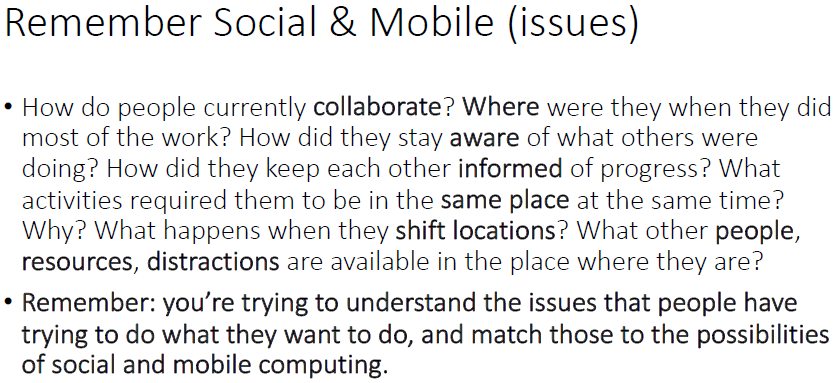 Remember Social & Mobile (issues)
• How do people currently collaborate? Where were they when they did
most of the work? How did they stay aware of what others were
doing? How did they keep each other informed of progress? What
activities required them to be in the same place at the same time?
Why? What happens when they shift locations? What other people,
resources, distractions are available in the place where they are?
• Remember: you’re trying to understand the issues that people have
trying to do what they want to do, and match those to the possibilities
of social and mobile computing.